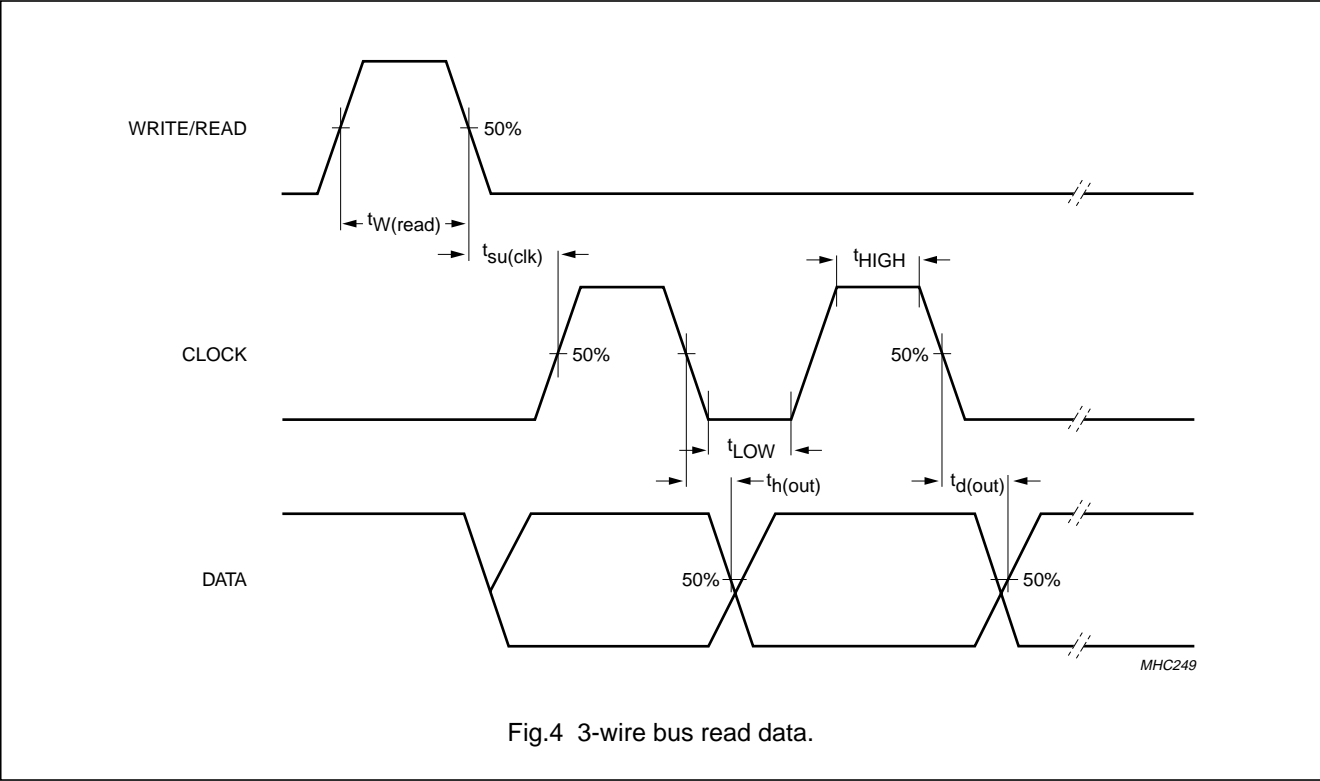 WRITE/READ
50%
tW(read)
tsu(clk)
tHIGH
CLOCK
50%
50%
tLOW
th(out)
td(out)
DATA
50%
50%
MHC249
Fig.4 3-wire bus read data.